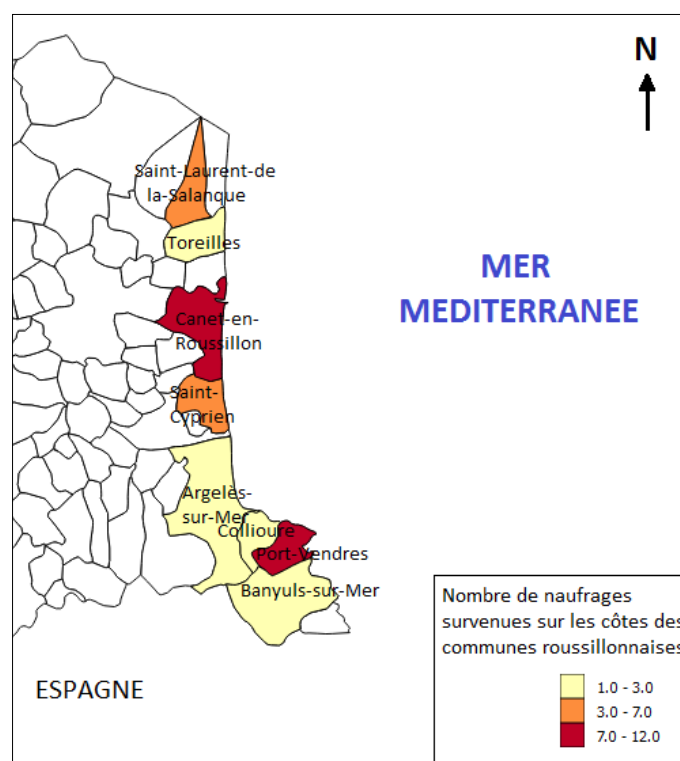 N
Saint-Laurent-de
la-Salanque
Toreilles
MER
MEDITERRANEE
Canet-en-
Roussillon
Saint-
Cyprien
Argelès-
sur-Mer
Collioure
Port-Vendres
Banyuls-sur-Mer
ESPAGNE
Nombre de naufrages
survenues sur les côtes des
communes roussillonnaises
1.0 - 3.0
3.0 - 7.0
7.0 - 12.0